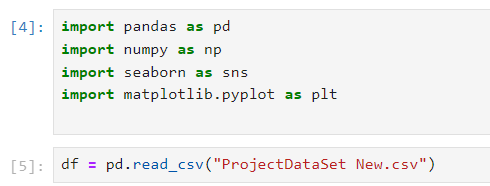 [4]: import pandas as pd
import numpy as np
import seaborn as sns
import matplotlib.pyplot as plt
[5]: df = pd.read_csv("ProjectDataSet New.csv")